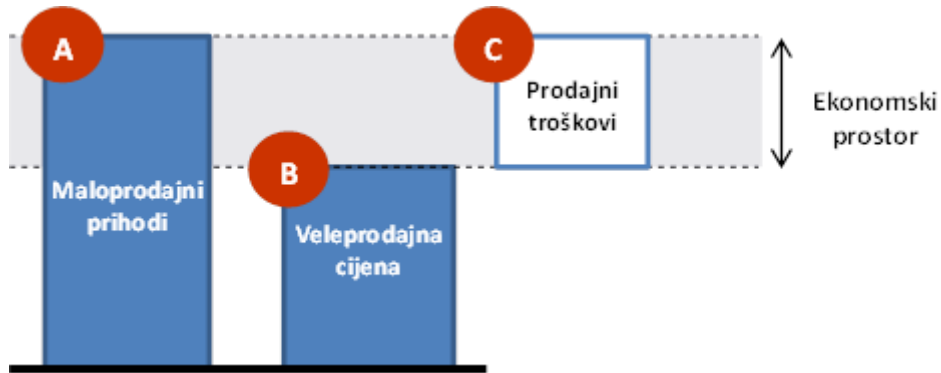 A
Maloprodajni
prihodi
B
Veleprodajna
cijena
C
Prodajni
troškovi
Ekonomski
prostor